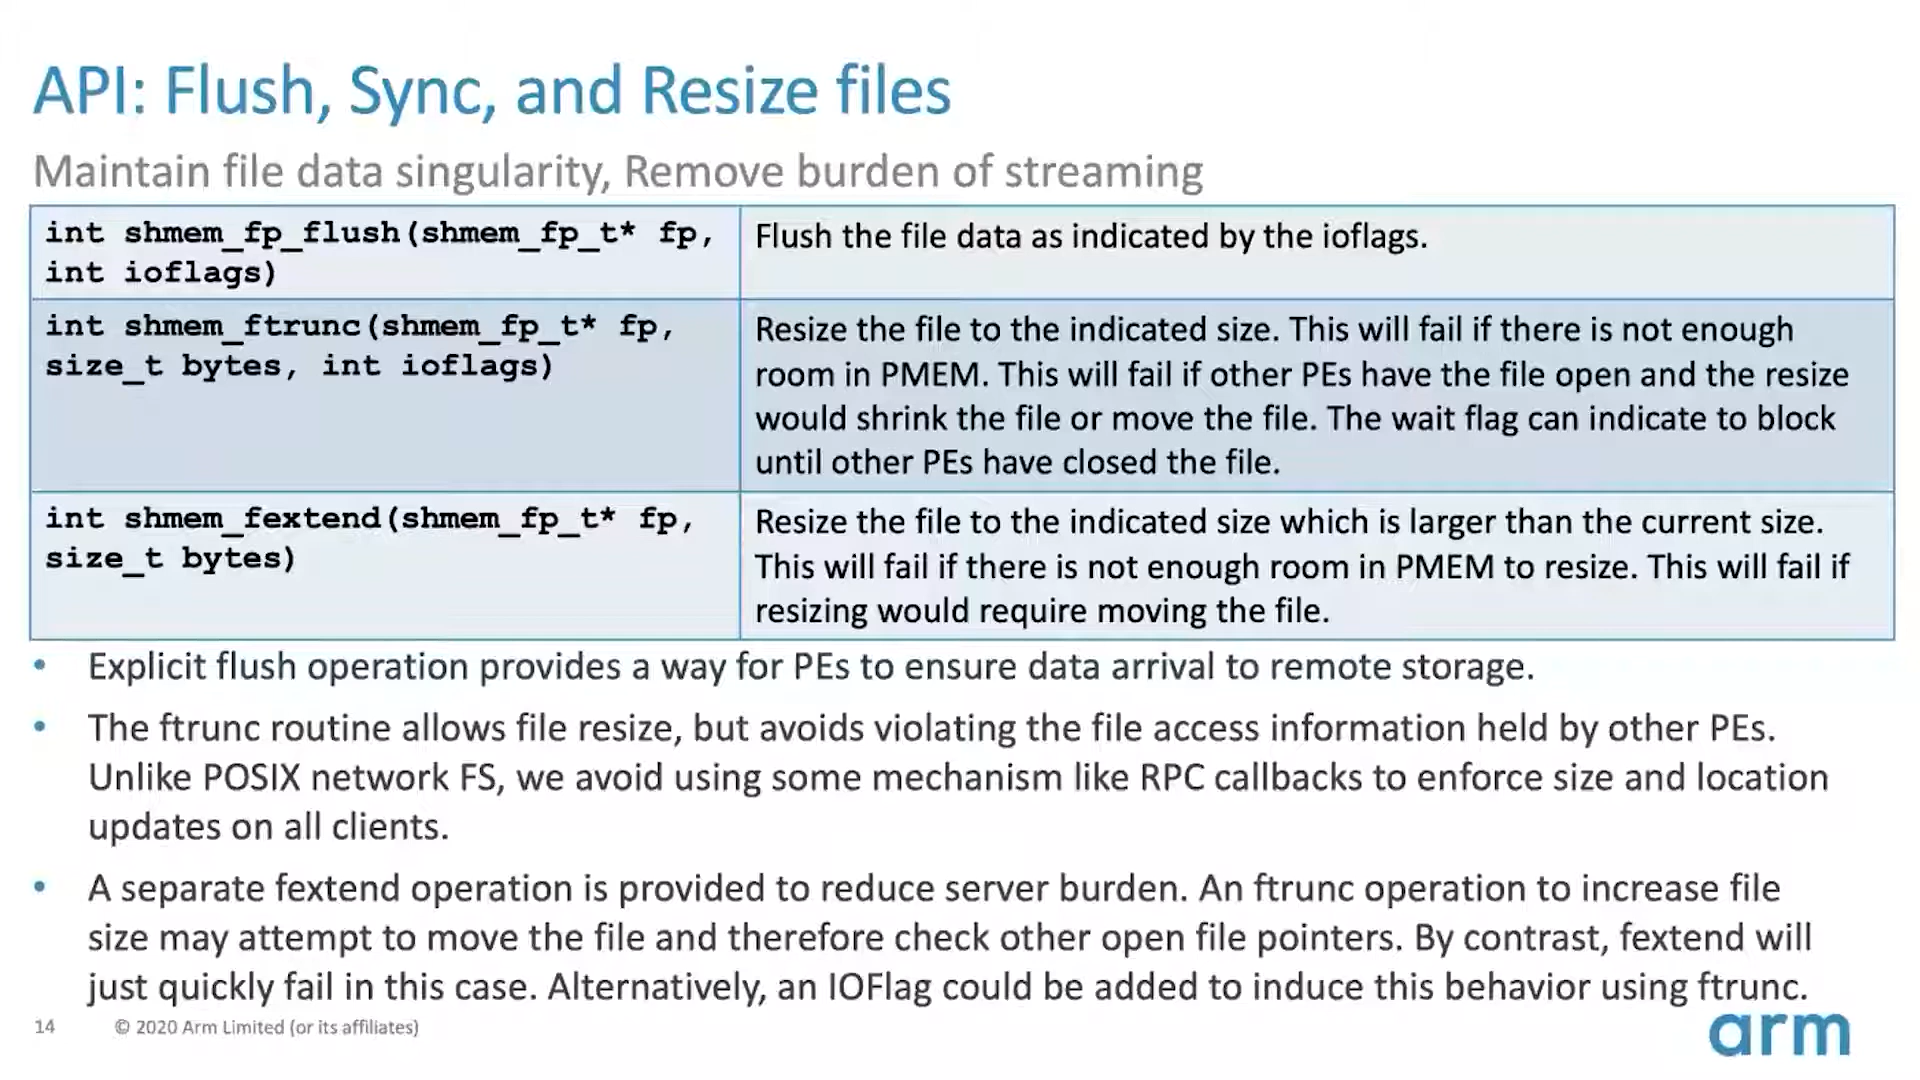 API: Flush, Sync, and Resize files
Maintain file data singularity, Remove burden of streaming
int shmem_fp_flush(shmem_fp_t* fp,
int ioflags)
Flush the file data as indicated by the ioflags.
int shmem_ftrunc(shmem_fp_t* fp,
size_t bytes, int ioflags)
Resize the file to the indicated size. This will fail if there is not enough
room in PMEM. This will fail if other PEs have the file open and the resize
would shrink the file or move the file. The wait flag can indicate to block
until other PEs have closed the file.
int shmem_fextend(shmem_fp_t* fp,
size_t bytes)
Resize the file to the indicated size which is larger than the current size.
This will fail if there is not enough room in PMEM to resize. This will fail if
resizing would require moving the file.
• Explicit flush operation provides a way for PEs to ensure data arrival to remote storage.
• The ftrunc routine allows file resize, but avoids violating the file access information held by other PEs.
Unlike POSIX network FS, we avoid using some mechanism like RPC callbacks to enforce size and location
updates on all clients.
• A separate fextend operation is provided to reduce server burden. An ftrunc operation to increase file
size may attempt to move the file and therefore check other open file pointers. By contrast, fextend will
just quickly fail in this case. Alternatively, an IOFlag could be added to induce this behavior using ftrunc.
14 © 2020 Arm Limited (or its affiliates)
arm